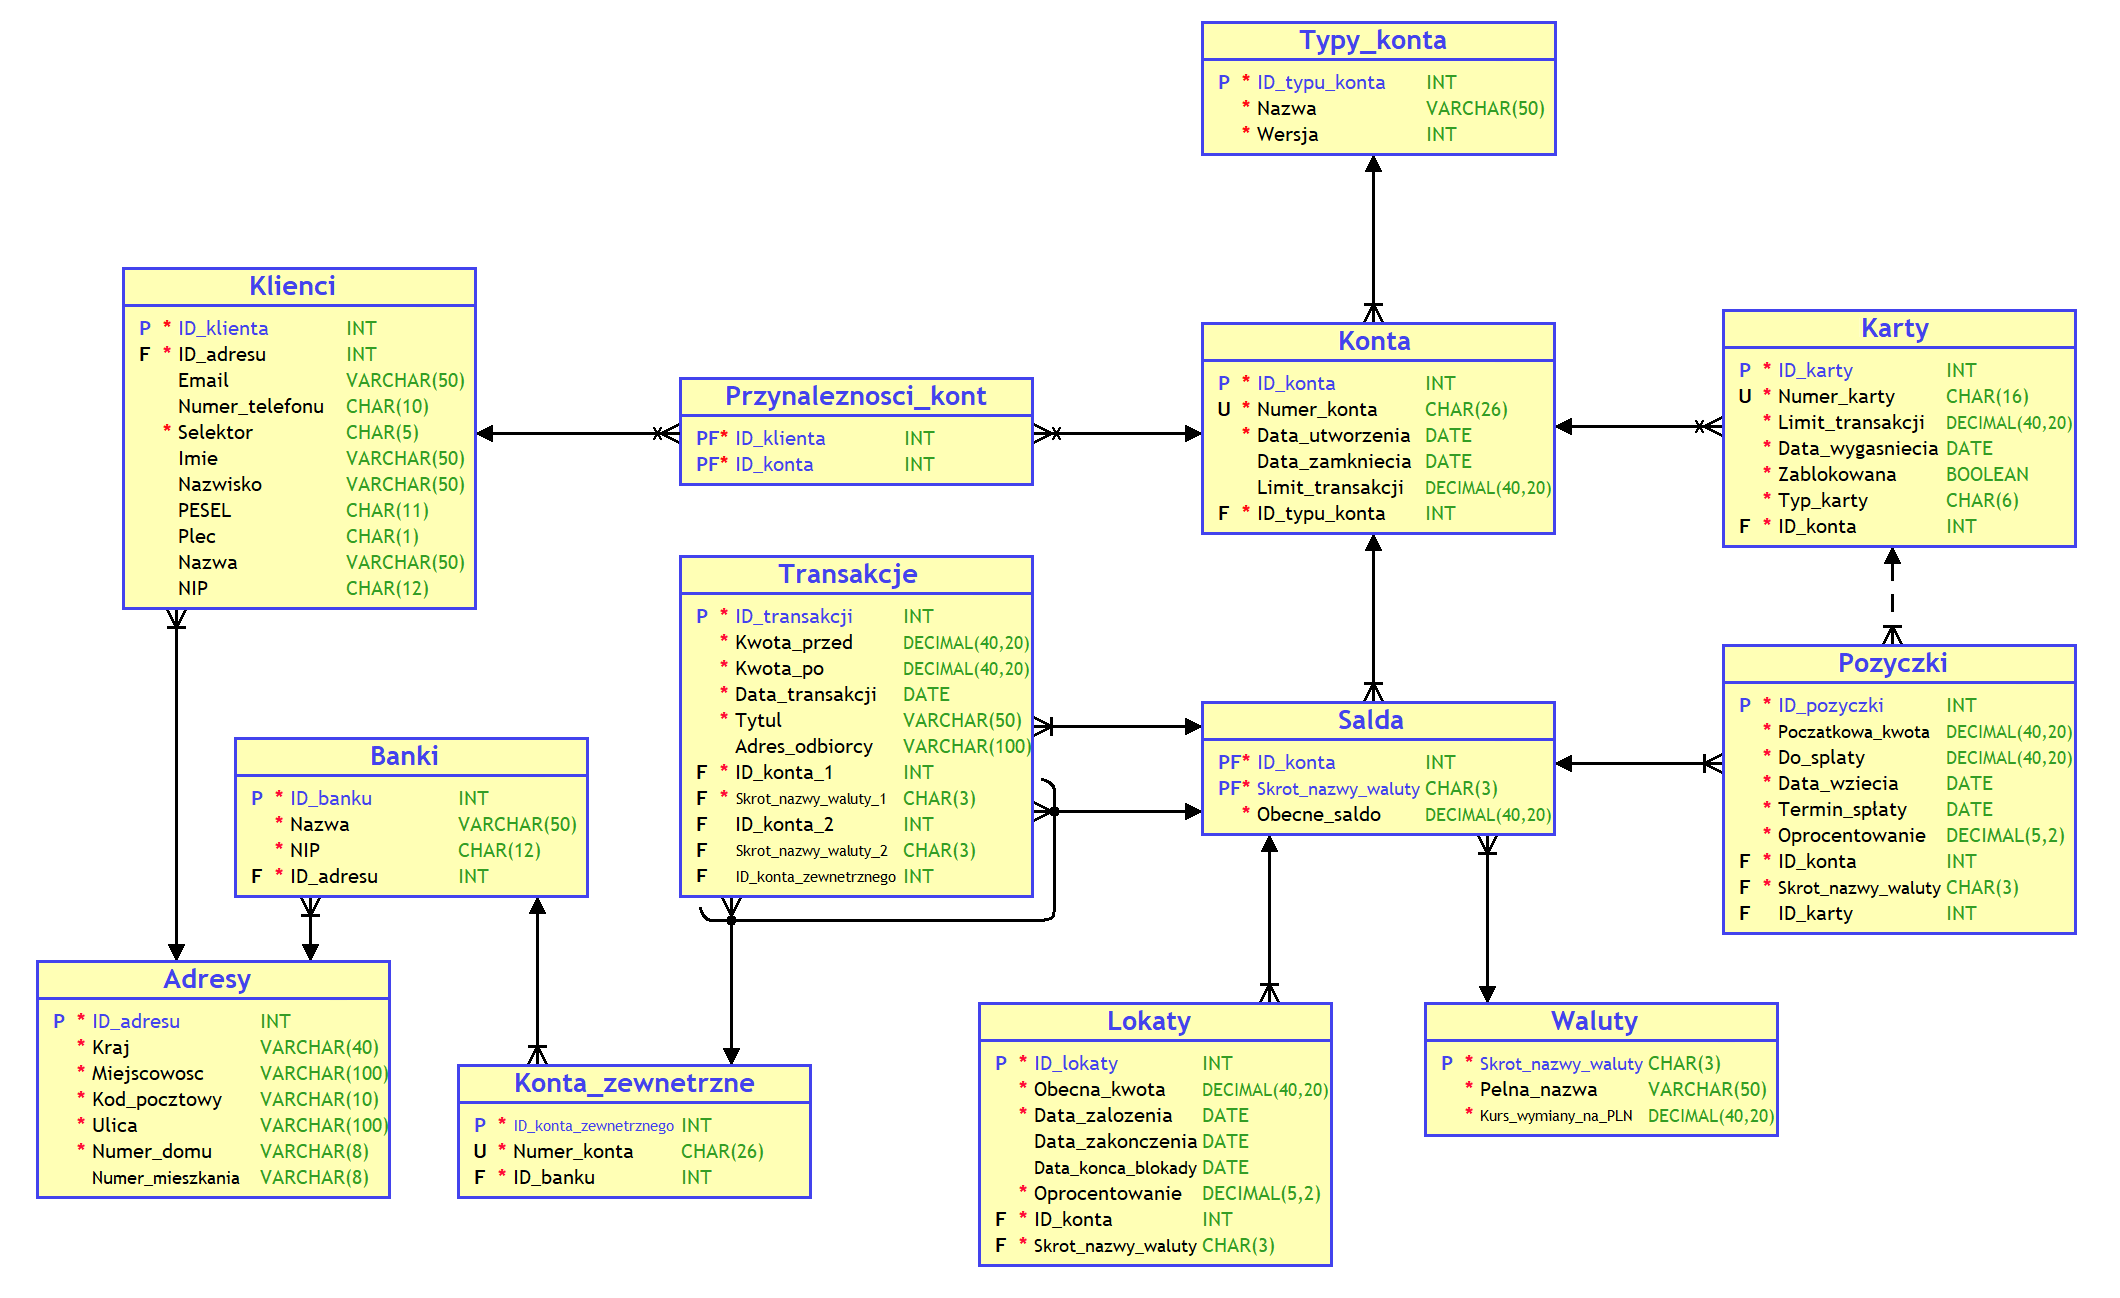 Typy_konta
P * ID_typu_konta INT
* Nazwa VARCHAR(50)
* Wersja INT
Klienci
P * ID_klienta INT
F * ID_adresu INT
Email VARCHAR(50)
Numer_telefonu CHAR(10)
* Selektor CHAR(5)
Imie VARCHAR(50)
Nazwisko VARCHAR(50)
PESEL CHAR(11)
Plec CHAR(1)
Nazwa VARCHAR(50)
NIP CHAR(12)
Przynaleznosci_kont
PF* ID_klienta INT
PF* ID_konta INT
Konta
P * ID_konta INT
U * Numer_konta CHAR(26)
* Data_utworzenia DATE
Data_zamkniecia DATE
Limit_transakcji DECIMAL(40,20)
F * ID_typu_konta INT
Karty
P * ID_karty INT
U * Numer_karty CHAR(16)
* Limit_transakcji DECIMAL(40,20)
* Data_wygasniecia DATE
* Zablokowana BOOLEAN
* Typ_karty CHAR(6)
F * ID_konta INT
Transakcje
P * ID_transakcji INT
* Kwota_przed DECIMAL(40,20)
* Kwota_po DECIMAL(40,20)
* Data_transakcji DATE
* Tytul VARCHAR(50)
Adres_odbiorcy VARCHAR(100)
F * ID_konta_1 INT
F * Skrot_nazwy_waluty_1 CHAR(3)
F ID_konta_2 INT
F Skrot_nazwy_waluty_2 CHAR(3)
F ID_konta_zewnetrznego INT
Salda
PF* ID_konta INT
PF* Skrot_nazwy_waluty CHAR(3)
* Obecne_saldo DECIMAL(40,20)
Pozyczki
P * ID_pozyczki INT
* Poczatkowa_kwota DECIMAL(40,20)
* Do_splaty DECIMAL(40,20)
* Data_wziecia DATE
* Termin_spłaty DATE
* Oprocentowanie DECIMAL(5,2)
F * ID_konta INT
F * Skrot_nazwy_waluty CHAR(3)
F ID_karty INT
Banki
P * ID_banku INT
* Nazwa VARCHAR(50)
* NIP CHAR(12)
F * ID_adresu INT
Adresy
P * ID_adresu INT
* Kraj VARCHAR(40)
* Miejscowosc VARCHAR(100)
* Kod_pocztowy VARCHAR(10)
* Ulica VARCHAR(100)
* Numer_domu VARCHAR(8)
Numer_mieszkania VARCHAR(8)
Konta_zewnetrzne
P * ID_konta_zewnetrznego INT
U * Numer_konta CHAR(26)
F * ID_banku INT
Lokaty
P * ID_lokaty INT
* Obecna_kwota DECIMAL(40,20)
* Data_zalozenia DATE
Data_zakonczenia DATE
Data_konca_blokady DATE
* Oprocentowanie DECIMAL(5,2)
F * ID_konta INT
F * Skrot_nazwy_waluty CHAR(3)
Waluty
P * Skrot_nazwy_waluty CHAR(3)
* Pelna_nazwa VARCHAR(50)
* Kurs_wymiany_na_PLN DECIMAL(40,20)